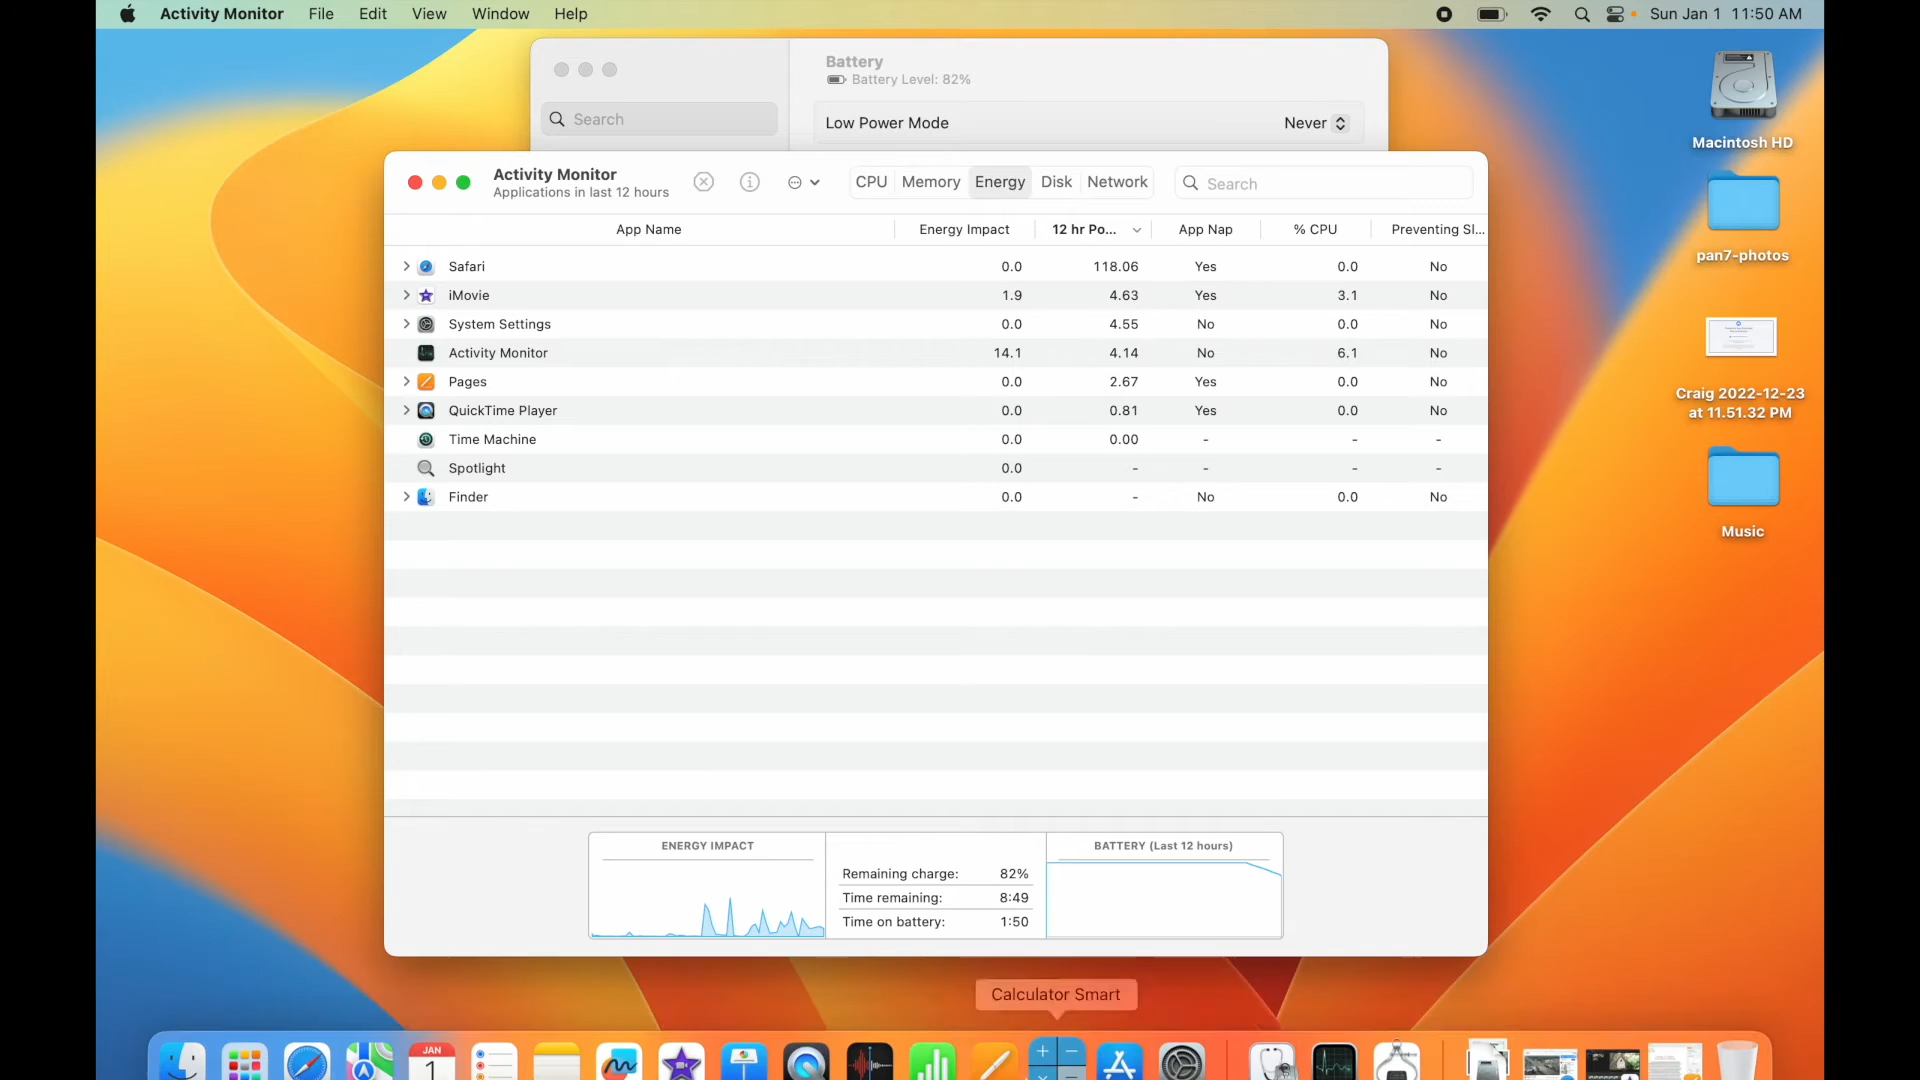 Activity Monitor File Edit View Window Help Sun Jan 1 11:50 AM
Battery
Battery Level: 82%
Search
Low Power Mode Never
Activity Monitor
Applications in last 12 hours
CPU Memory Energy Disk Network
Search
App Name Energy Impact 12 hr Po... App Nap % CPU Preventing Sl...
Safari 0.0 118.06 Yes 0.0 No
iMovie 1.9 4.63 Yes 3.1 No
System Settings 0.0 4.55 No 0.0 No
Activity Monitor 14.1 4.14 No 6.1 No
Pages 0.0 2.67 Yes 0.0 No
QuickTime Player 0.0 0.81 Yes 0.0 No
Time Machine 0.0 0.00 - - -
Spotlight 0.0 - - - -
Finder 0.0 - No 0.0 No
ENERGY IMPACT
Remaining charge: 82%
Time remaining: 8:49
Time on battery: 1:50
BATTERY (Last 12 hours)
Macintosh HD
pan7-photos
Craig 2022-12-23
at 11.51.32 PM
Music
Calculator Smart
JAN
1